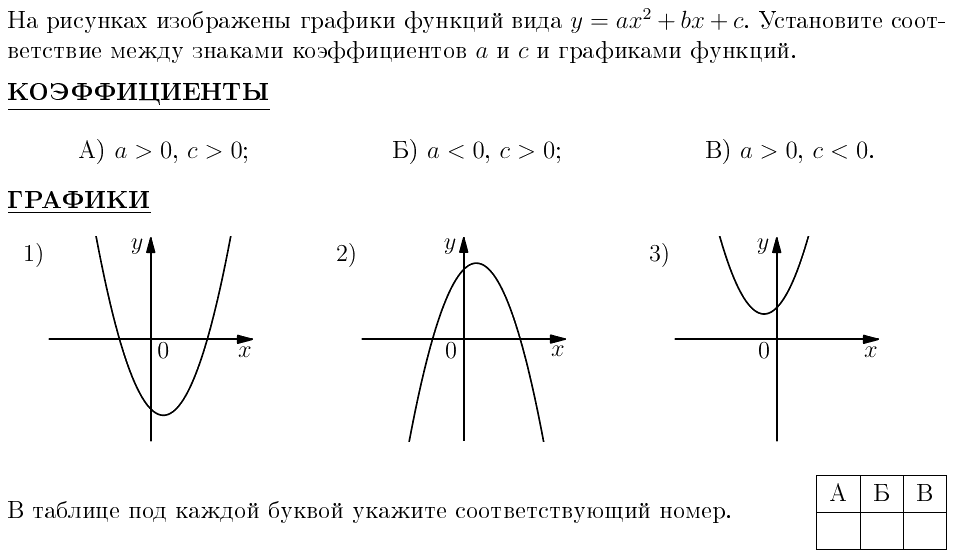 На рисунках изображены графики функций вида y = ax² + bx + c. Установите соот-
ветствие между знаками коэффициентов a и c и графиками функций.
КОЭФФИЦИЕНТЫ
А) a > 0, c > 0; Б) a < 0, c > 0; В) a > 0, c < 0.
ГРАФИКИ
1) y 0 x 2) y 0 x 3) y 0 x
В таблице под каждой буквой укажите соответствующий номер.
А Б В